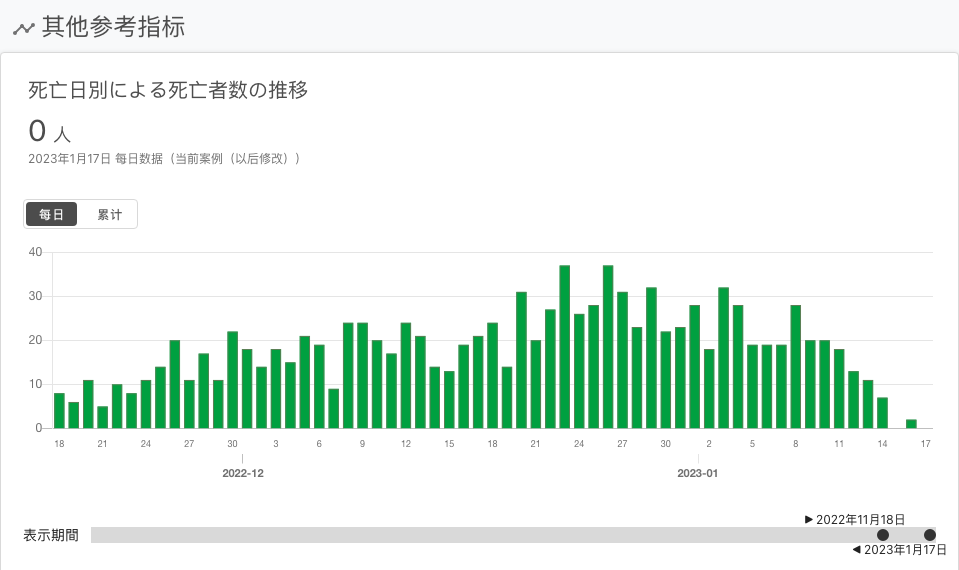 其他参考指标
死亡日別による死亡者数の推移
0 人
2023年1月17日 每日数据（当前案例（以后修改））
每日 累计
40
30
20
10
0
18 21 24 27 30 3 6 9 12 15 18 21 24 27 30 2 5 8 11 14 17
2022-12 2023-01
▶ 2022年11月18日
表示期間
◀ 2023年1月17日